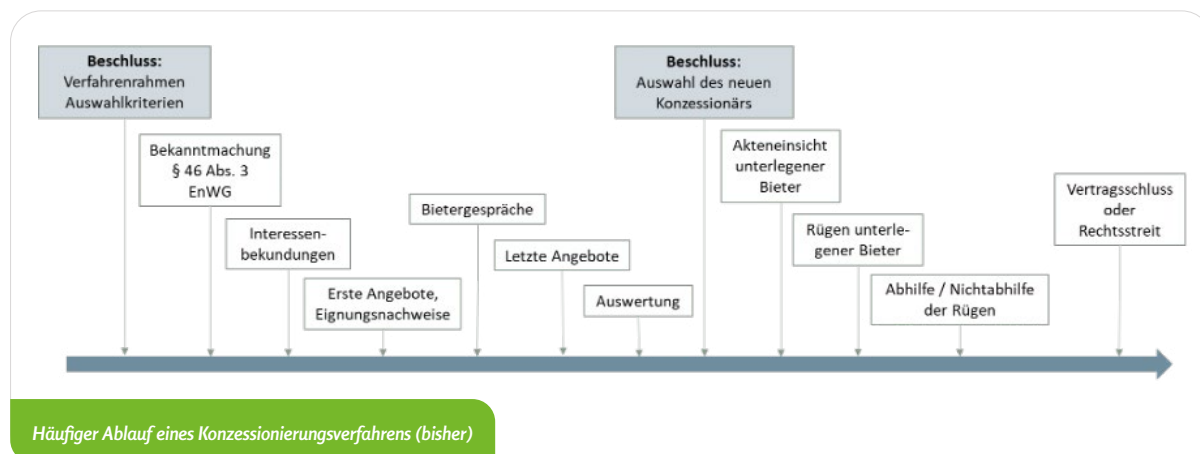 Beschluss:
Verfahrenrahmen
Auswahlkriterien
Bekanntmachung
§ 46 Abs. 3
EnWG
Interessen-
bekundungen
Erste Angebote,
Eignungsnachweise
Bietergespräche
Letzte Angebote
Auswertung
Beschluss:
Auswahl des neuen
Konzessionärs
Akteneinsicht
unterlegener
Bieter
Rügen unterle-
gener Bieter
Abhilfe / Nichtabhilfe
der Rügen
Vertragsschluss
oder
Rechtsstreit
Häufiger Ablauf eines Konzessionierungsverfahrens (bisher)